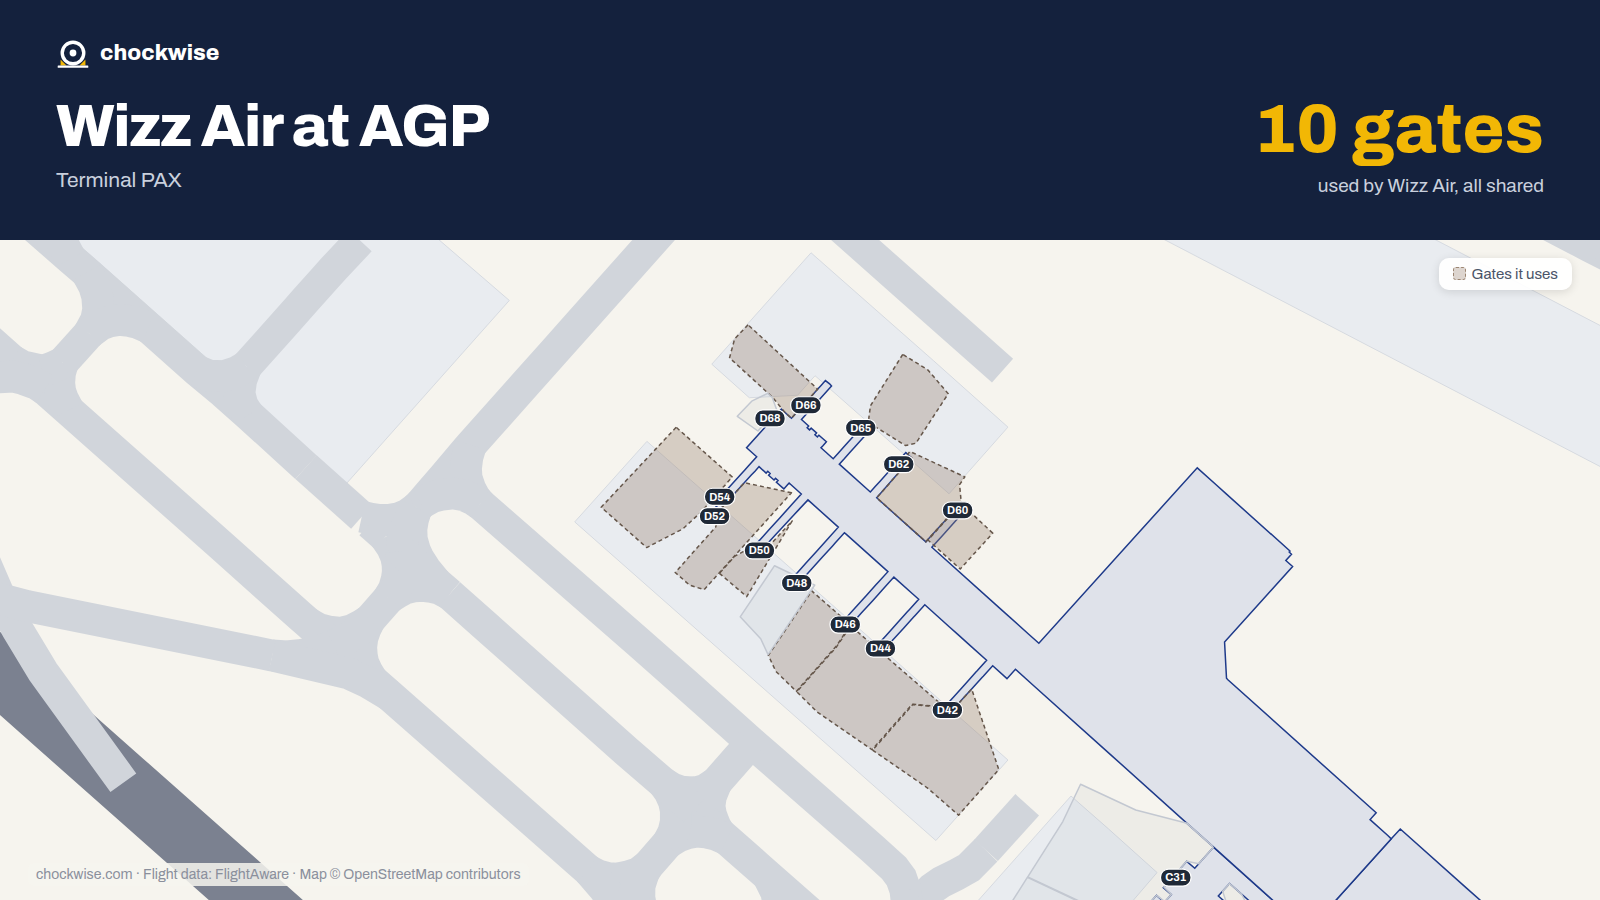 chockwise
Wizz Air at AGP
Terminal PAX
10 gates
used by Wizz Air, all shared
Gates it uses
D66
D68
D65
D62
D54
D52
D60
D50
D48
D46
D44
D42
C31
chockwise.com · Flight data: FlightAware · Map © OpenStreetMap contributors